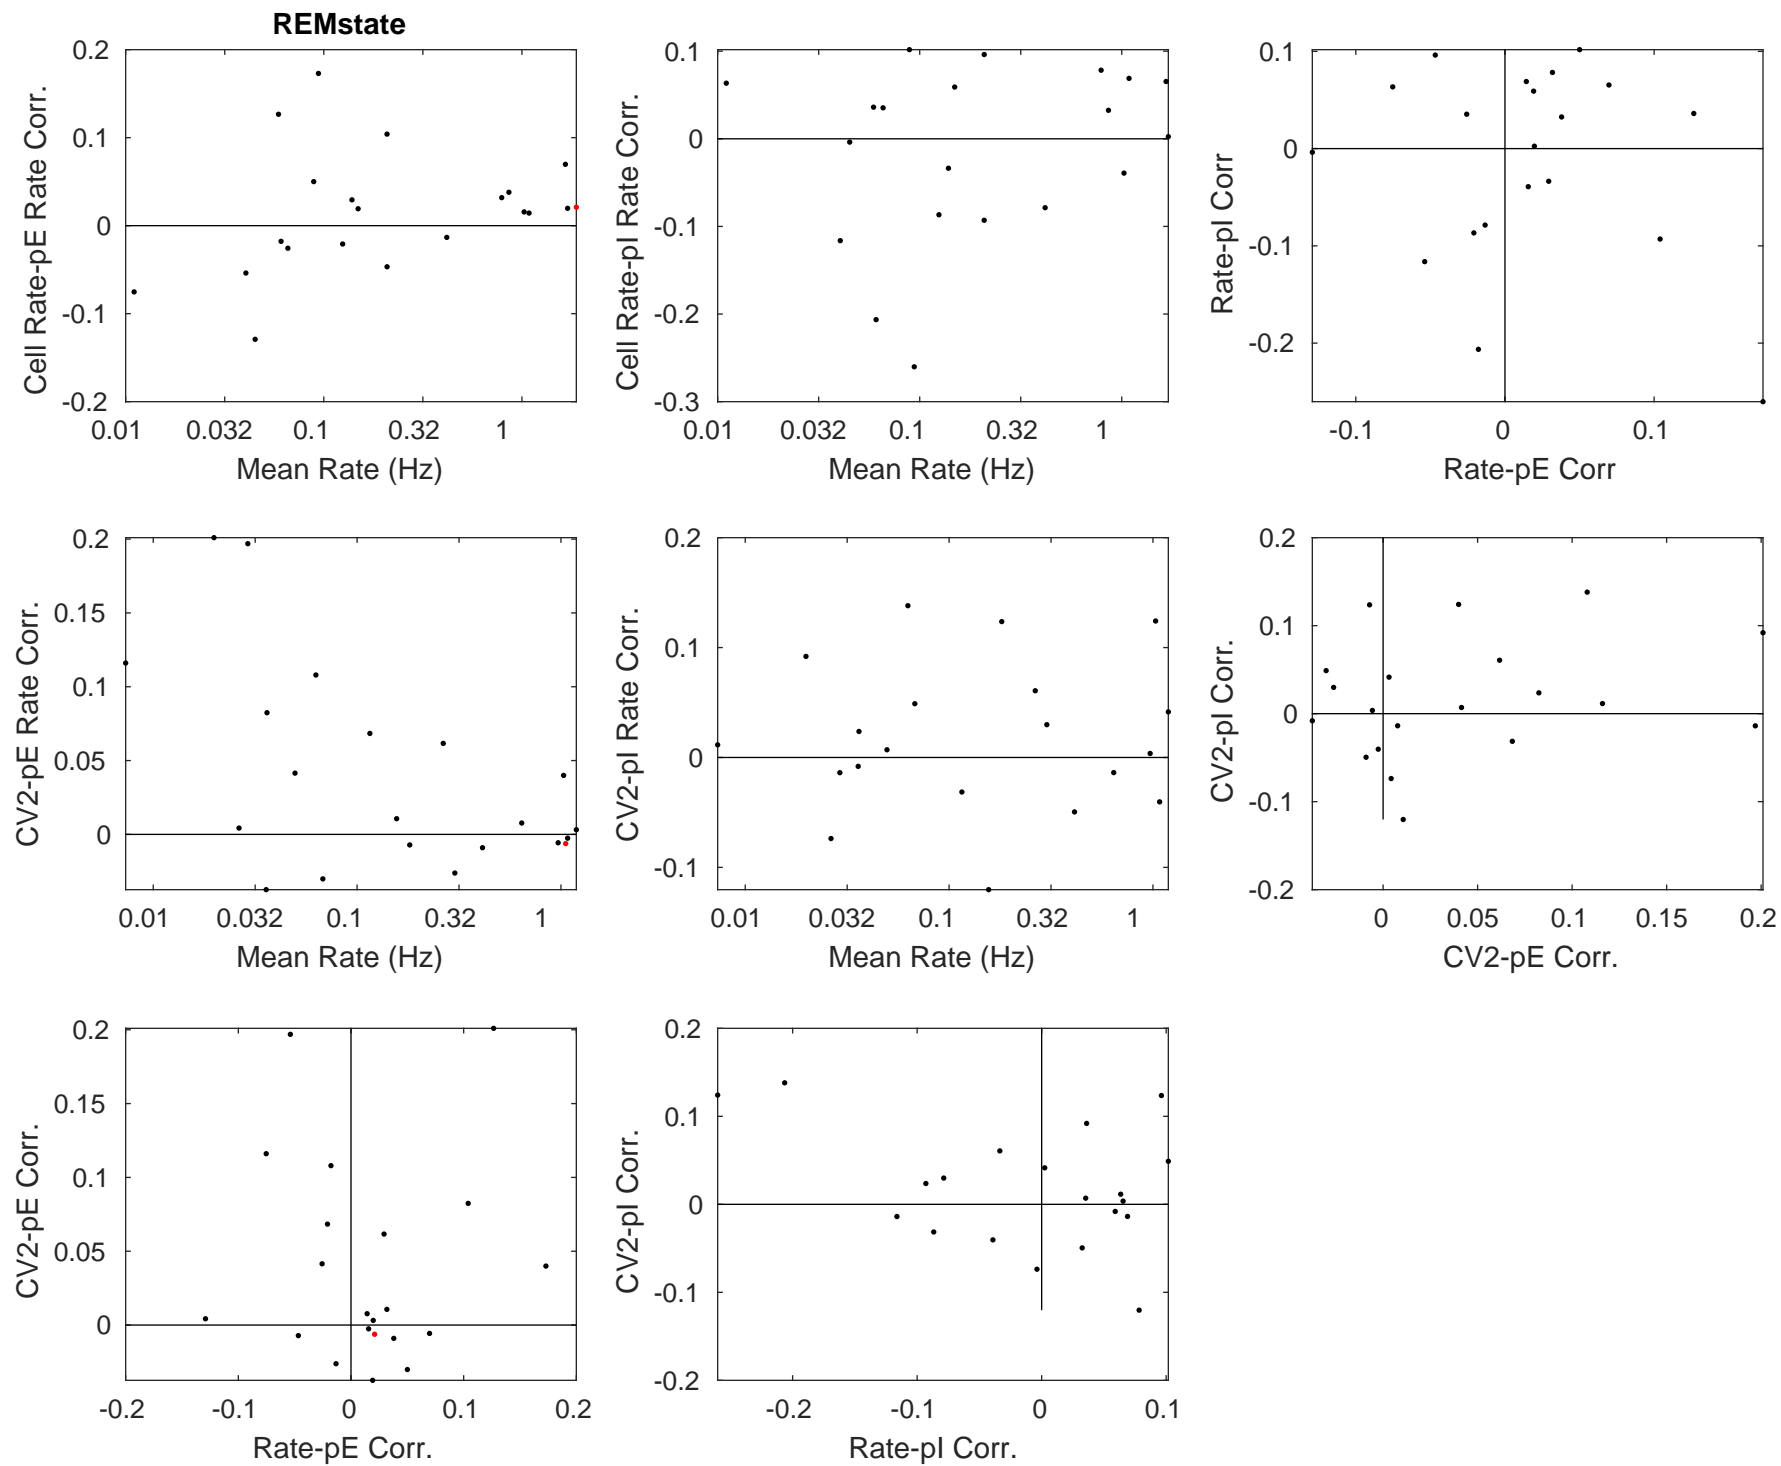 REMstate
0.2
0.1
0
-0.1
-0.2
Cell Rate-pE Rate Corr.
0.01 0.032 0.1 0.32 1
Mean Rate (Hz)
0.1
0
-0.1
-0.2
-0.3
Cell Rate-pI Rate Corr.
0.01 0.032 0.1 0.32 1
Mean Rate (Hz)
0.1
0
-0.1
-0.2
Rate-pI Corr
-0.1 0 0.1
Rate-pE Corr
0.2
0.15
0.1
0.05
0
CV2-pE Rate Corr.
0.01 0.032 0.1 0.32 1
Mean Rate (Hz)
0.2
0.1
0
-0.1
CV2-pI Rate Corr.
0.01 0.032 0.1 0.32 1
Mean Rate (Hz)
0.2
0.1
0
-0.1
-0.2
CV2-pI Corr.
0 0.05 0.1 0.15 0.2
CV2-pE Corr.
0.2
0.15
0.1
0.05
0
CV2-pE Corr.
-0.2 -0.1 0 0.1 0.2
Rate-pE Corr.
0.2
0.1
0
-0.1
-0.2
CV2-pI Corr.
-0.2 -0.1 0 0.1
Rate-pI Corr.